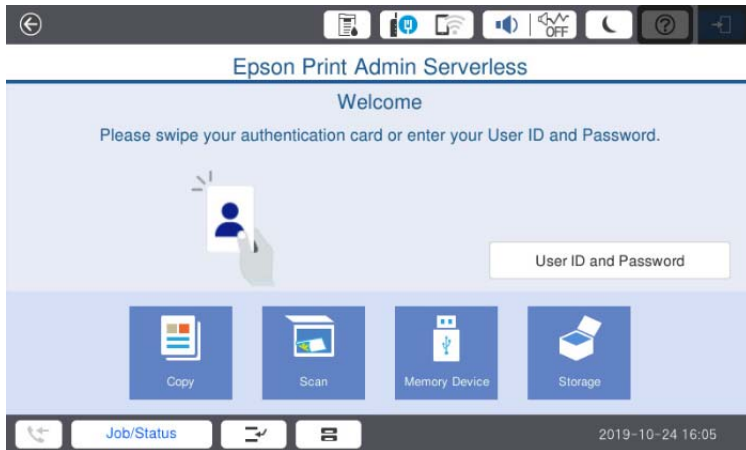 OFF
?
Epson Print Admin Serverless
Welcome
Please swipe your authentication card or enter your User ID and Password.
User ID and Password
Copy
Scan
Memory Device
Storage
Job/Status
2019-10-24 16:05